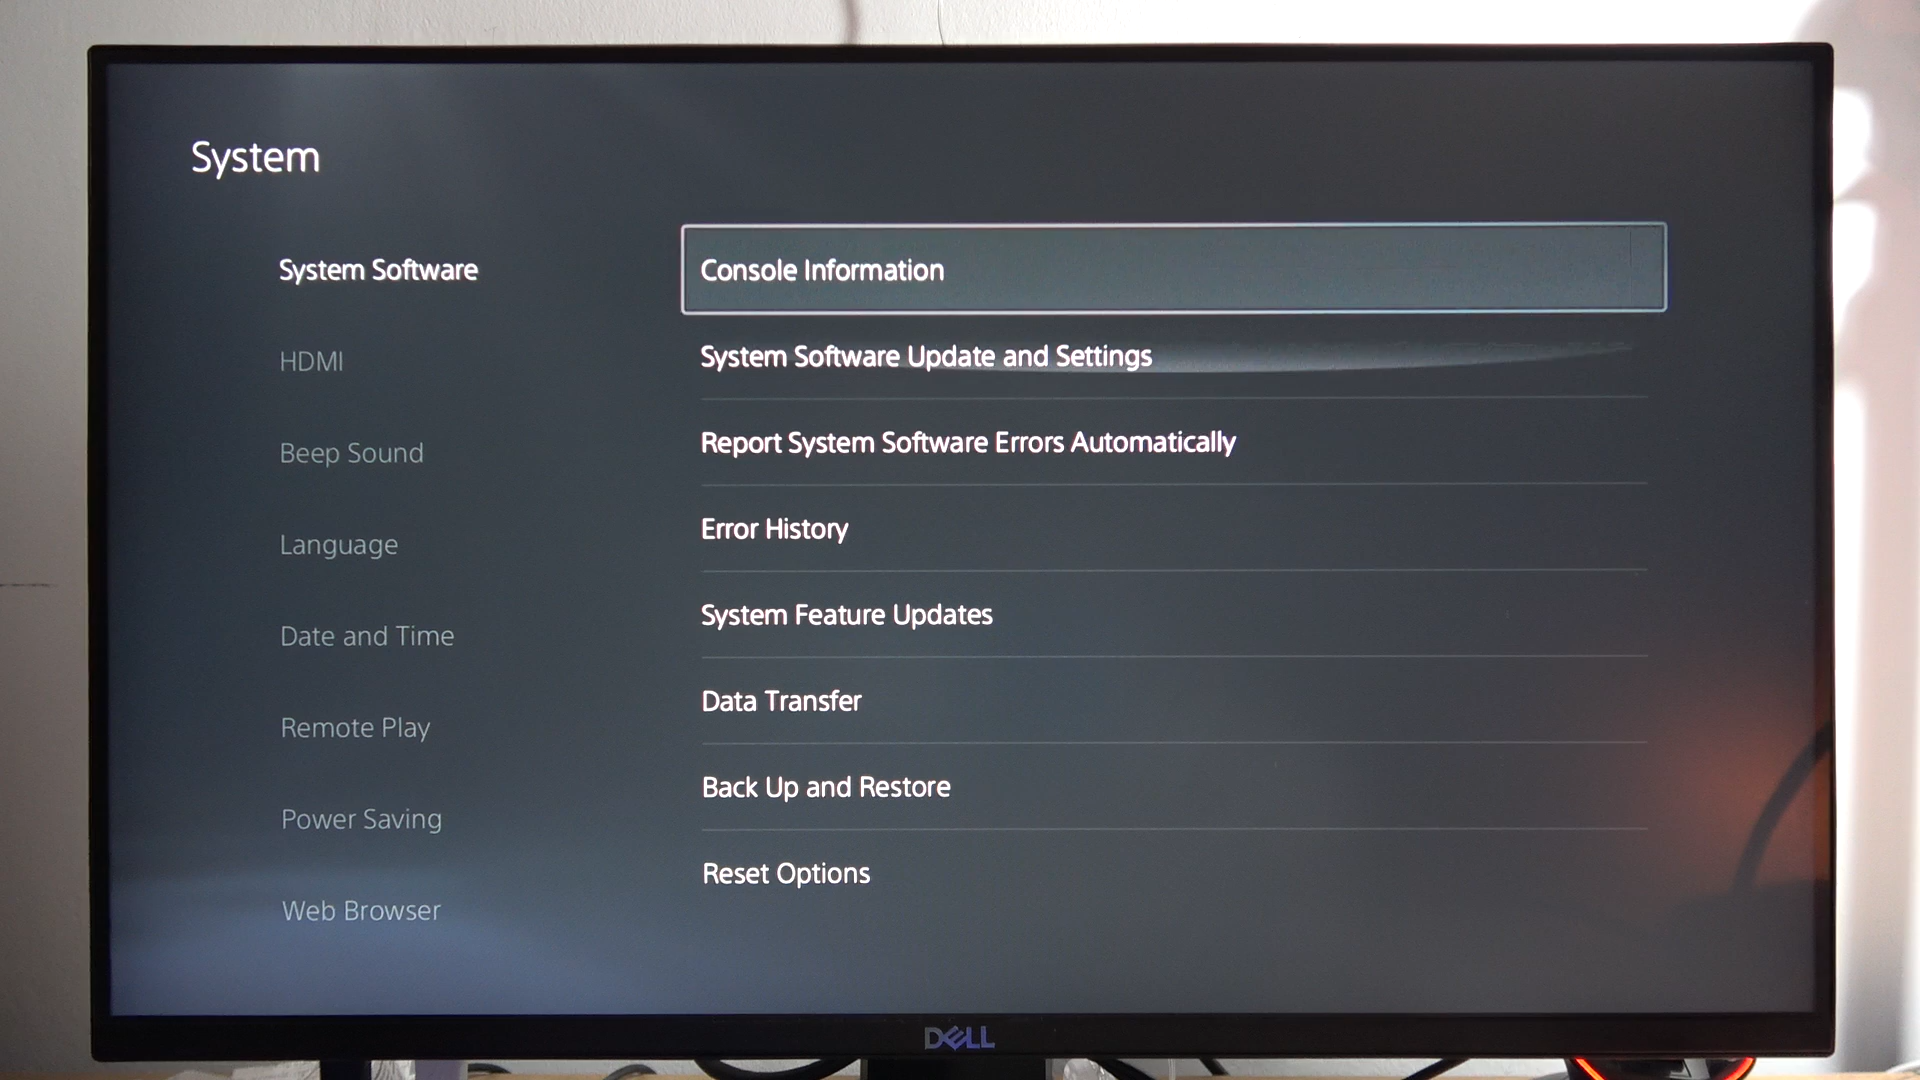 System
System Software
HDMI
Beep Sound
Language
Date and Time
Remote Play
Power Saving
Web Browser
Console Information
System Software Update and Settings
Report System Software Errors Automatically
Error History
System Feature Updates
Data Transfer
Back Up and Restore
Reset Options
DELL